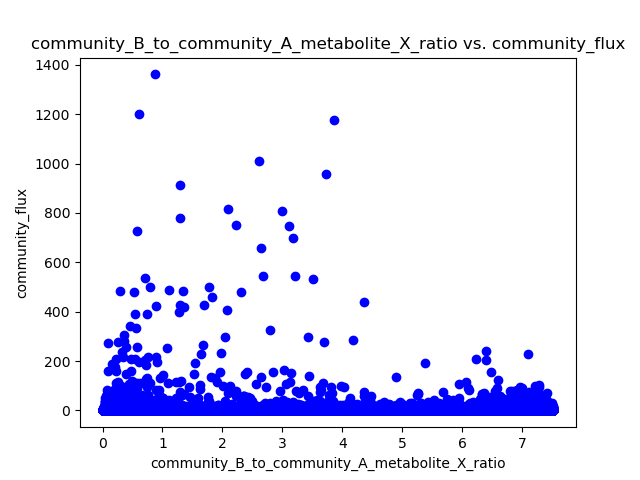 community_B_to_community_A_metabolite_X_ratio vs. community_flux
1400
1200
1000
800
600
400
200
0
community_flux
0 1 2 3 4 5 6 7
community_B_to_community_A_metabolite_X_ratio